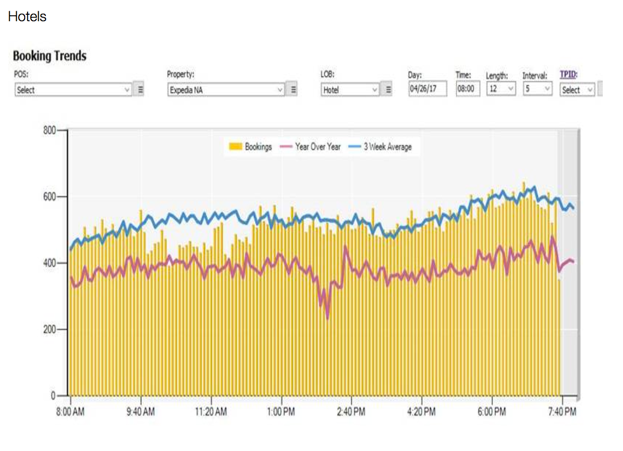 Hotels
Booking Trends
POS: Property: LOB: Day: Time: Length: Interval: TPID:
Select Expedia NA Hotel 04/26/17 08:00 12 5 Select
Bookings Year Over Year 3 Week Average
800
600
400
200
0
8:00 AM 9:40 AM 11:20 AM 1:00 PM 2:40 PM 4:20 PM 6:00 PM 7:40 PM